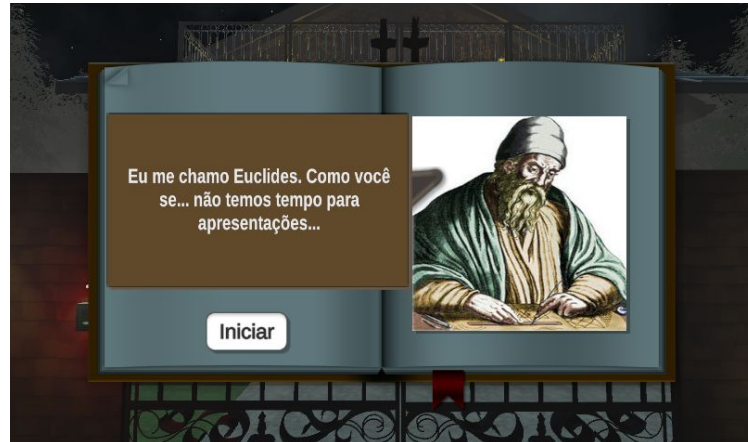 Eu me chamo Euclides. Como você
se... não temos tempo para
apresentações...
Iniciar